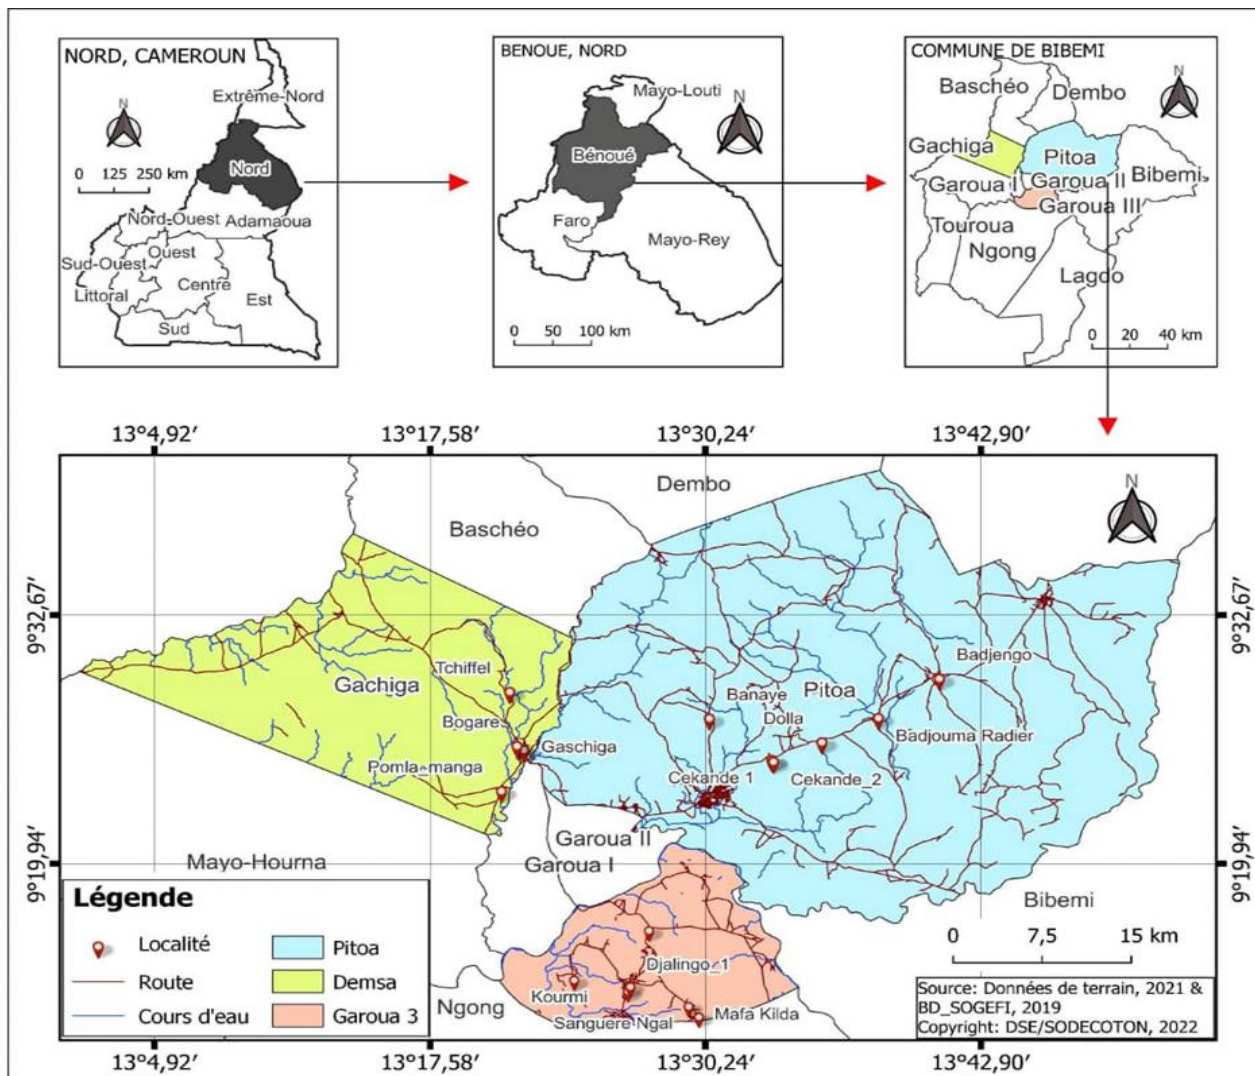 NORD, CAMEROUN
Extrême-Nord
N
0 125 250 km
Nord
Nord-Ouest
Adamaoua
Ouest
Sud-Ouest
Centre
Littoral
Est
Sud
BENOUE, NORD
Mayo-Louti
N
Bénoué
Faro
Mayo-Rey
0 50 100 km
COMMUNE DE BIBEMI
Baschéo
Dembo
N
Gachiga
Pitoa
Garoua I
Garoua II
Bibemi
Garoua III
Touroua
Ngong
Lagdo
0 20 40 km
13°4,92′ 13°17,58′ 13°30,24′ 13°42,90′
Dembo
N
Baschéo
9°32,67′ 9°32,67′
Tchiffel
Badjengo
Gachiga
Banaye
Pitoa
Dolla
Bogare
Gaschiga
Badjouma Radier
Pomla_manga
Cekande 1
Cekande_2
Garoua II
Mayo-Hourna
Garoua I
9°19,94′ 9°19,94′
Bibemi
Légende
Localité
Route
Cours d'eau
Pitoa
Demsa
Garoua 3
0 7,5 15 km
Djalingo_1
Kourmi
Ngong
Sanguere Ngal
Mafa Kilda
Source: Données de terrain, 2021 &
BD_SOGEFI, 2019
Copyright: DSE/SODECOTON, 2022
13°4,92′ 13°17,58′ 13°30,24′ 13°42,90′